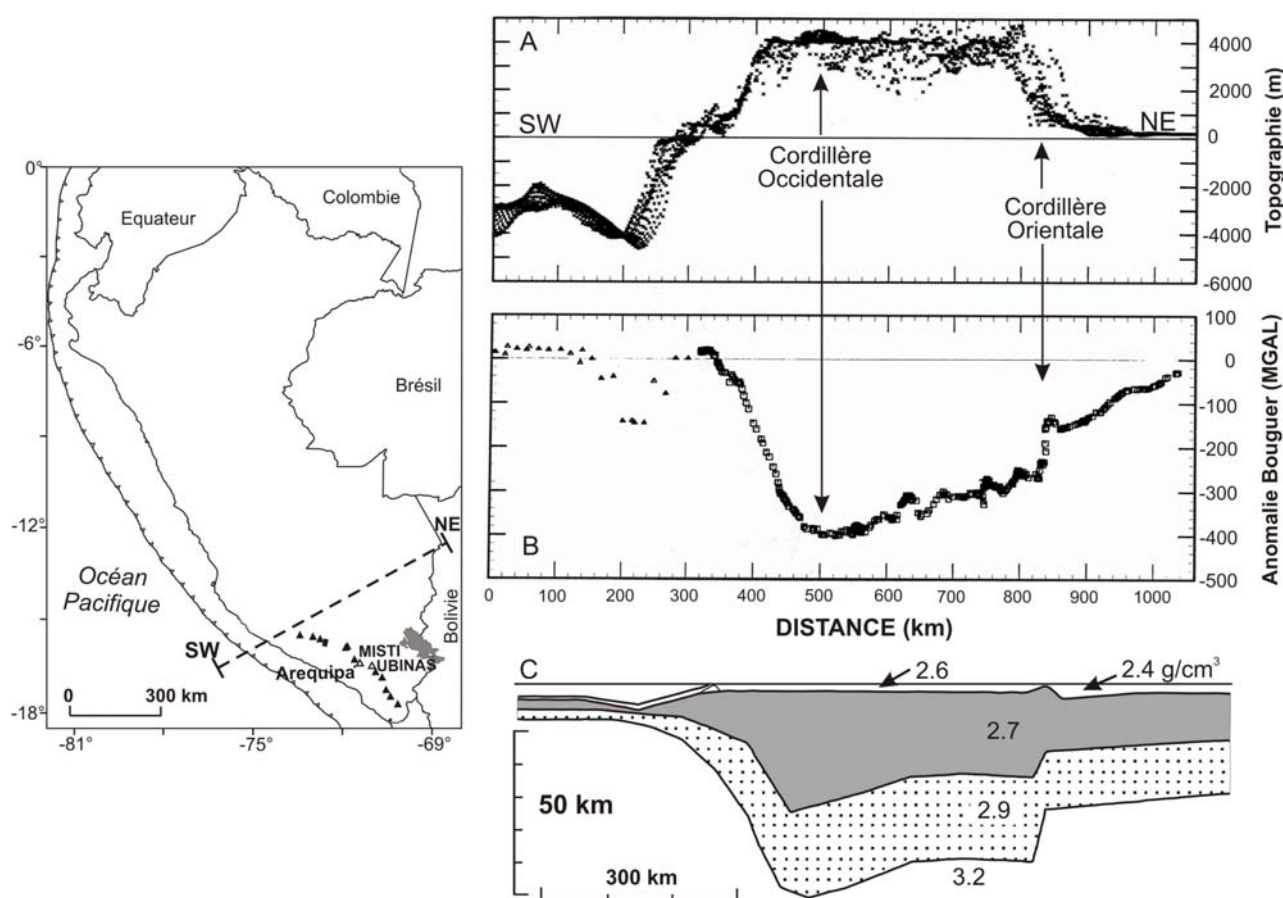 0°
-6°
-12°
-18°
-81°
-75°
-69°
Equateur
Colombie
Brésil
Océan
Pacifique
NE
Bolivie
SW
MISTI
UBINAS
Arequipa
0 300 km
A
SW
NE
Cordillère
Occidentale
Cordillère
Orientale
4000
2000
0
-2000
-4000
-6000
Topographie (m)
B
100
0
-100
-200
-300
-400
-500
Anomalie Bouguer (MGAL)
0 100 200 300 400 500 600 700 800 900 1000
DISTANCE (km)
C
2.6
2.4 g/cm³
2.7
2.9
3.2
50 km
300 km